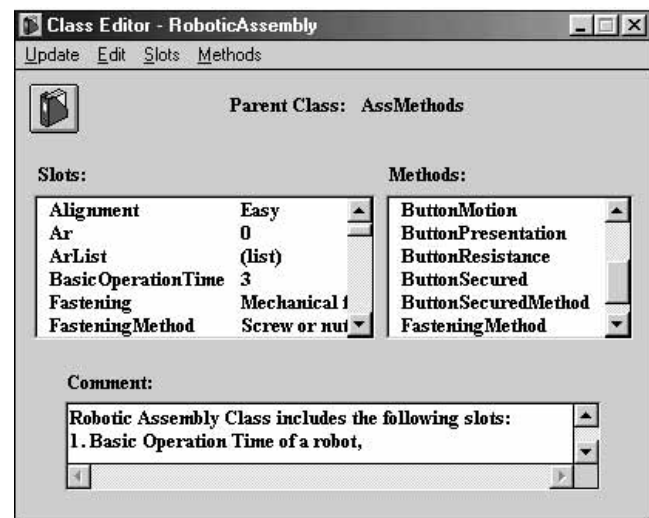 Class Editor - RoboticAssembly
Update Edit Slots Methods
Parent Class: AssMethods
Slots:
Alignment Easy
Ar 0
ArList (list)
BasicOperationTime 3
Fastening Mechanical f
FasteningMethod Screw or nut
Methods:
ButtonMotion
ButtonPresentation
ButtonResistance
ButtonSecured
ButtonSecuredMethod
FasteningMethod
Comment:
Robotic Assembly Class includes the following slots:
1. Basic Operation Time of a robot,